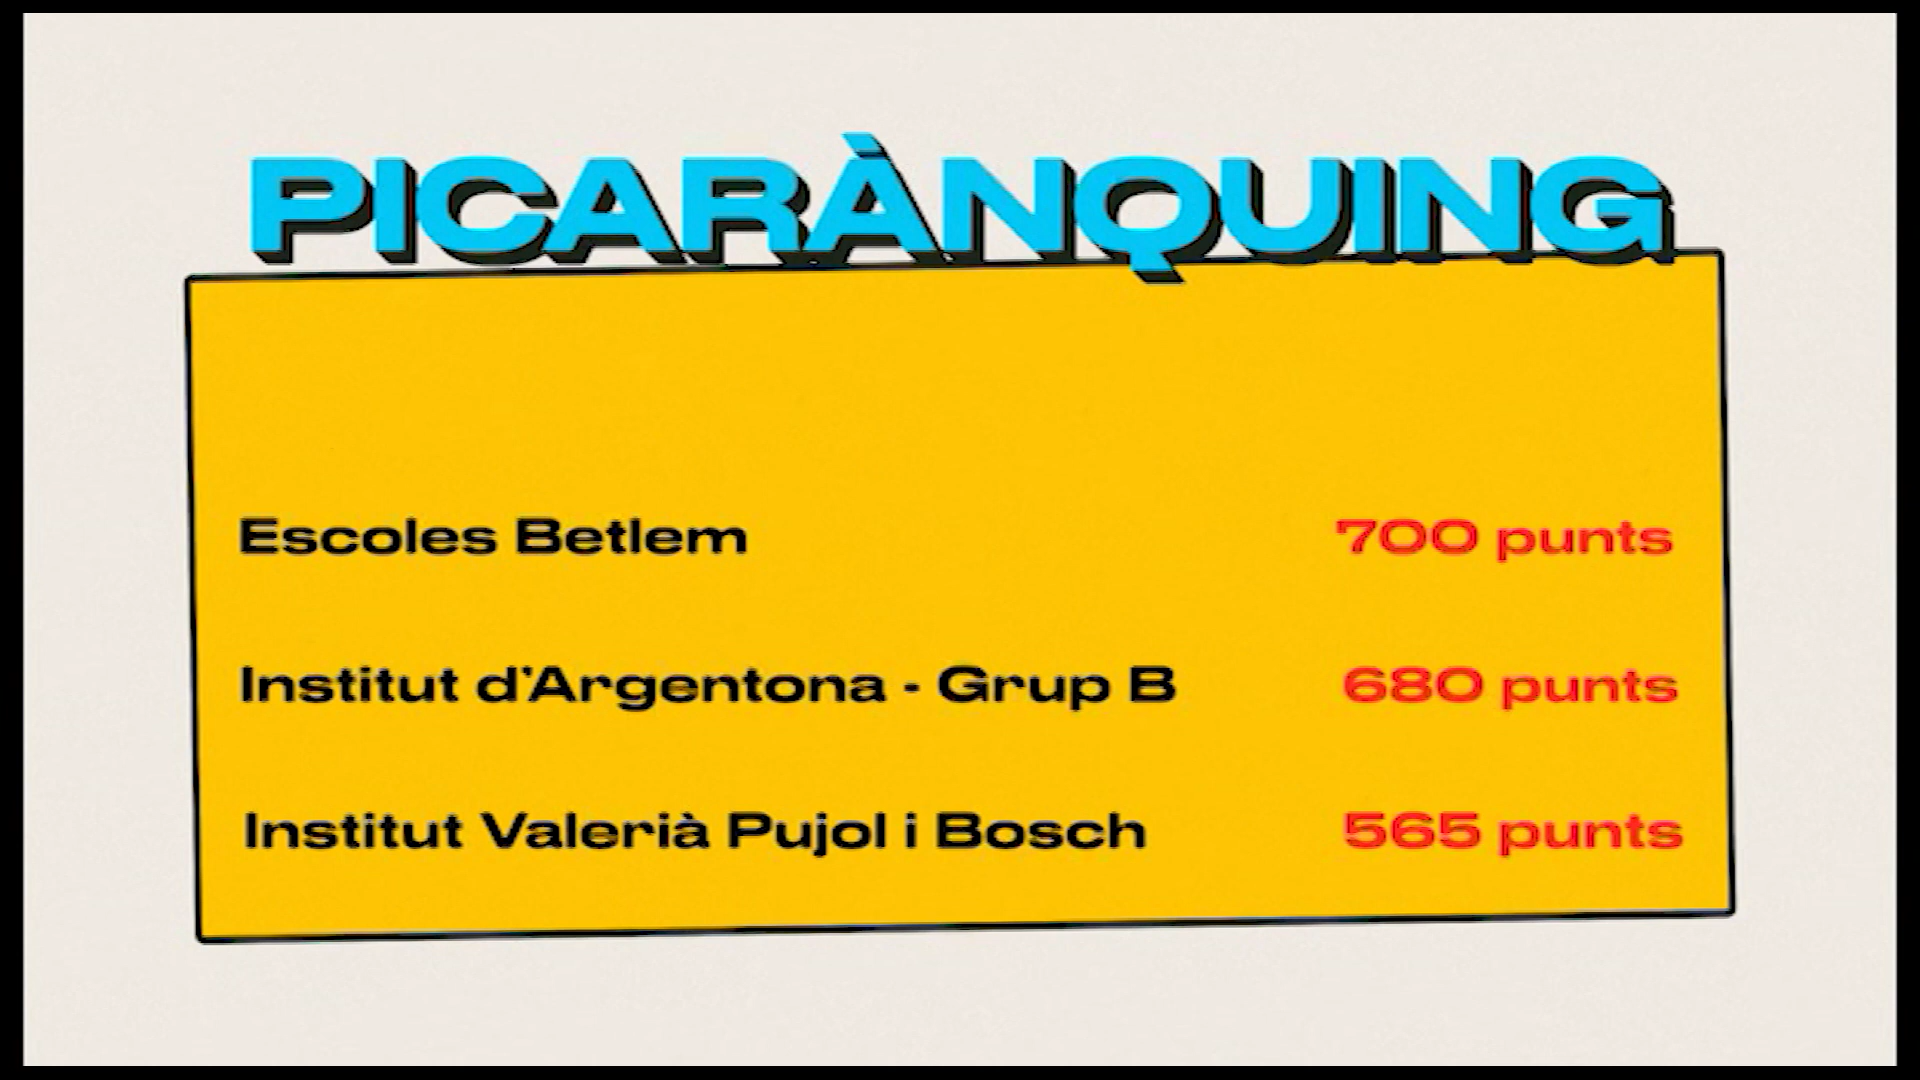 PICARÀNQUING
Escoles Betlem 700 punts
Institut d'Argentona - Grup B 680 punts
Institut Valerià Pujol i Bosch 565 punts